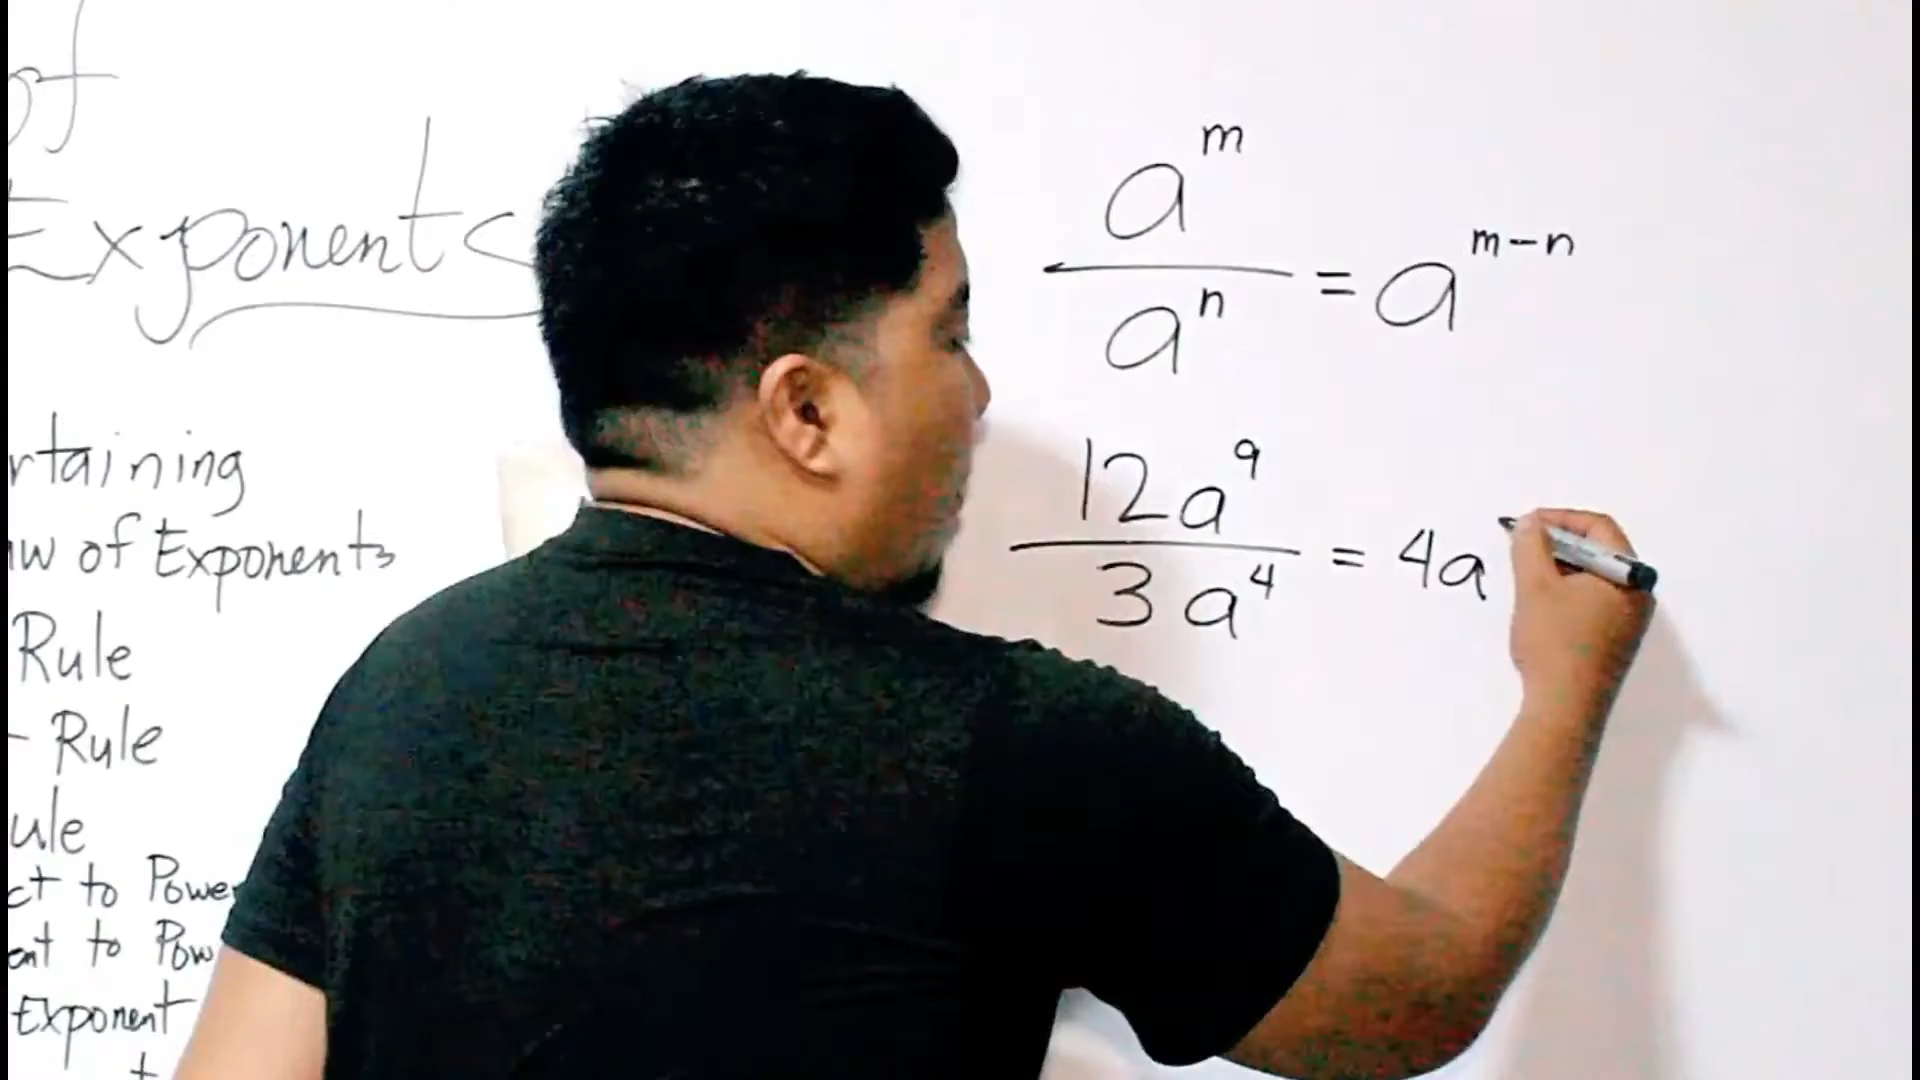 of
Exponents
rtaining
aw of Exponents
Rule
- Rule
ule
ct to Power
ent to Pow
Exponent
a^m / a^n = a^(m-n)
12a^9 / 3a^4 = 4a